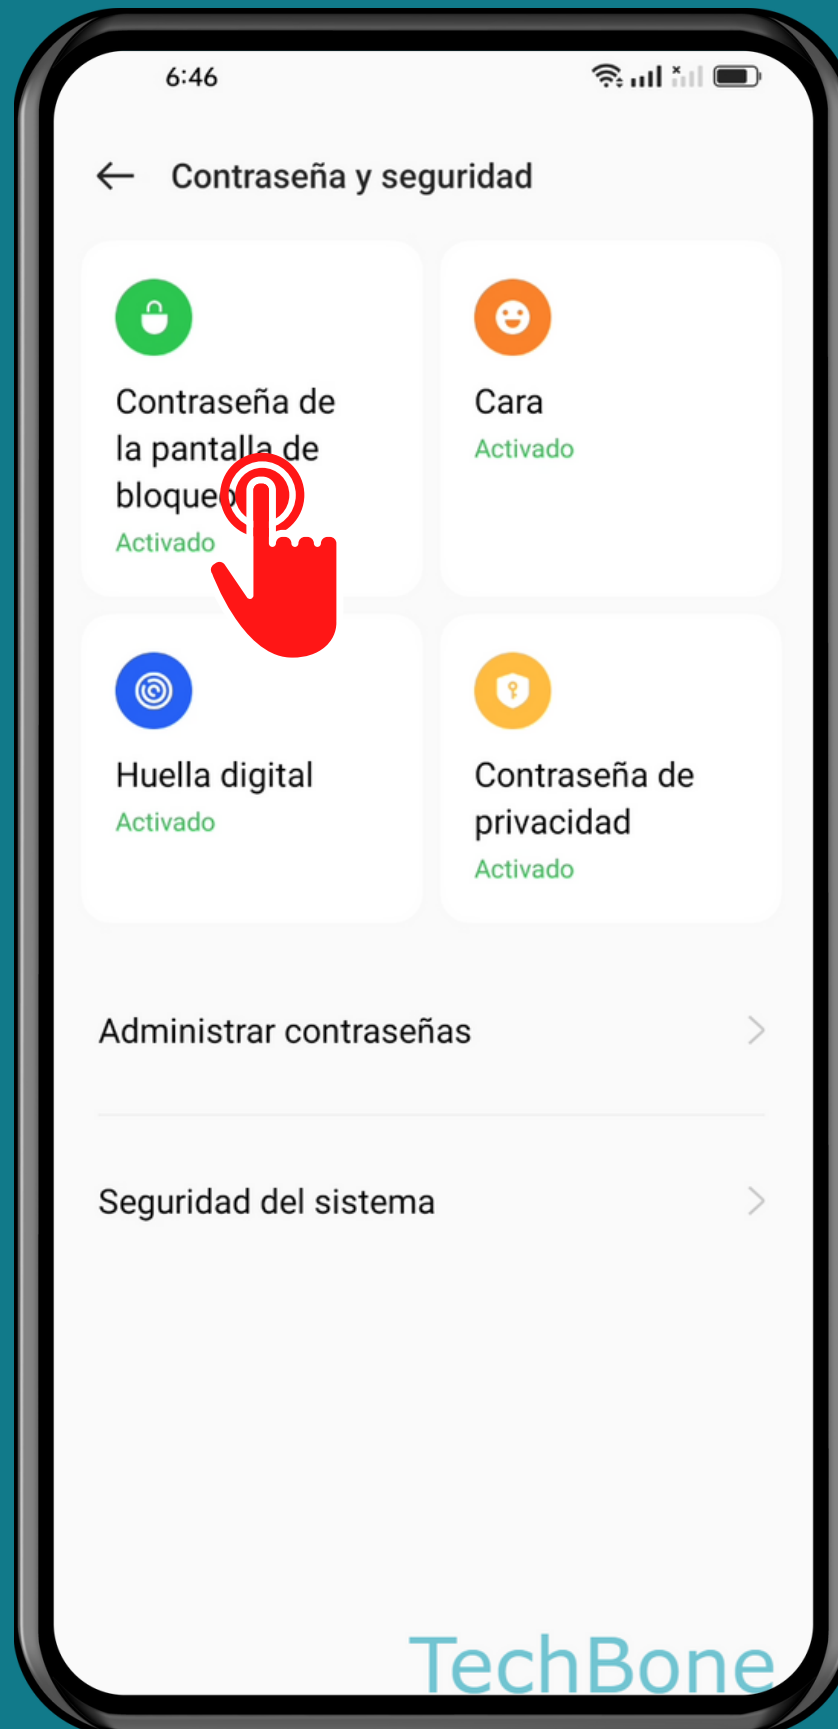 6:46
Contraseña y seguridad
Contraseña de
la pantalla de
bloqueo
Activado
Cara
Activado
Huella digital
Activado
Contraseña de
privacidad
Activado
Administrar contraseñas
Seguridad del sistema
TechBone